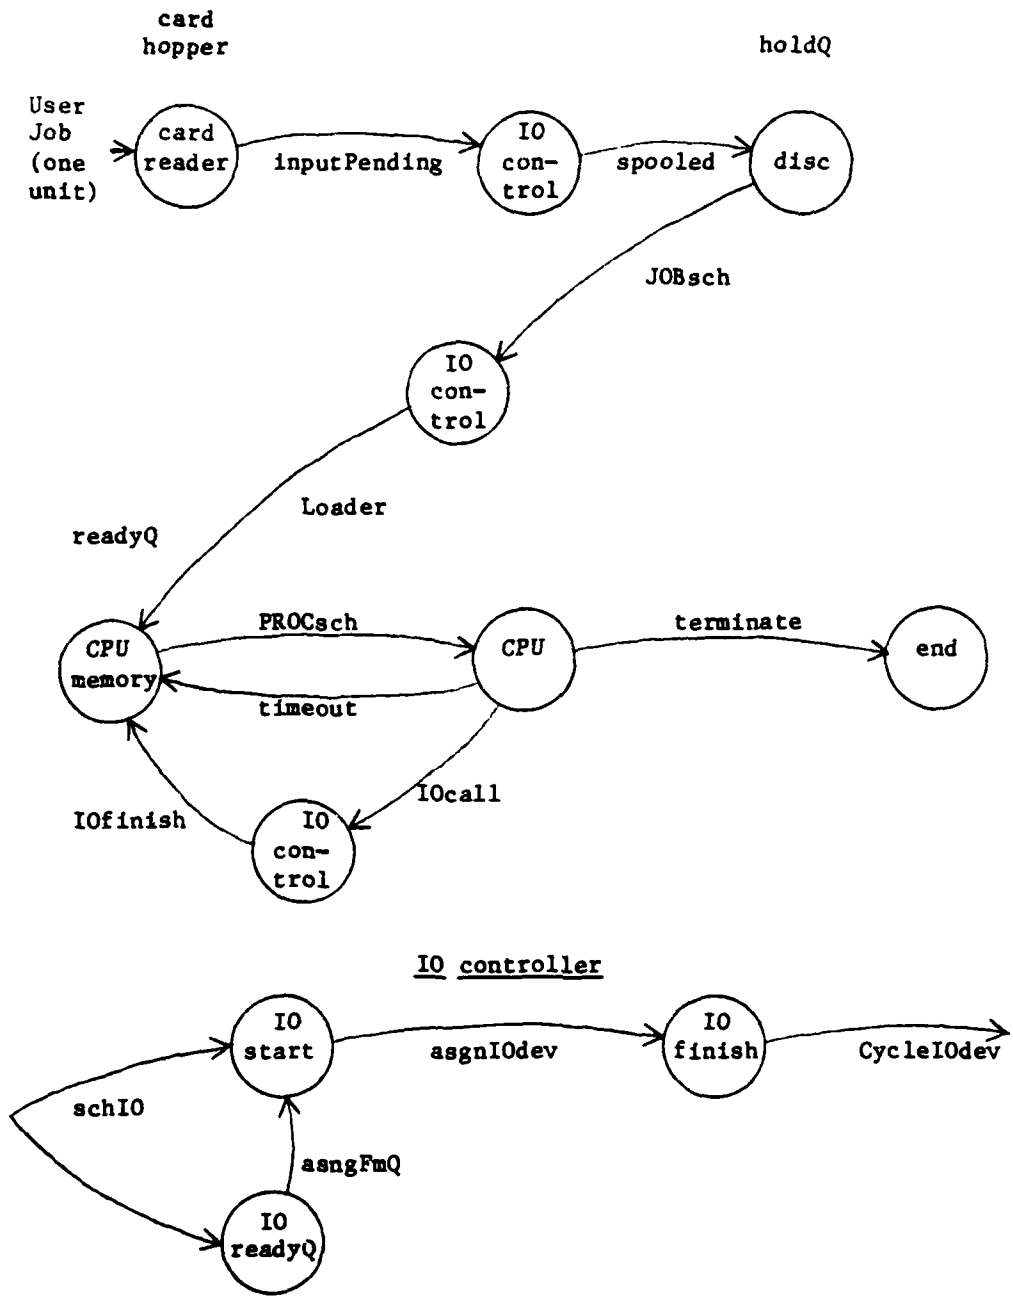 card
hopper
holdQ
User
Job
(one
unit)
card
reader
inputPending
IO
con-
trol
spooled
disc
JOBsch
IO
con-
trol
Loader
readyQ
CPU
memory
PROCsch
timeout
CPU
terminate
end
IOcall
IOfinish
IO
con-
trol
IO controller
IO
start
asgnIOdev
IO
finish
CycleIOdev
schIO
asngFmQ
IO
readyQ